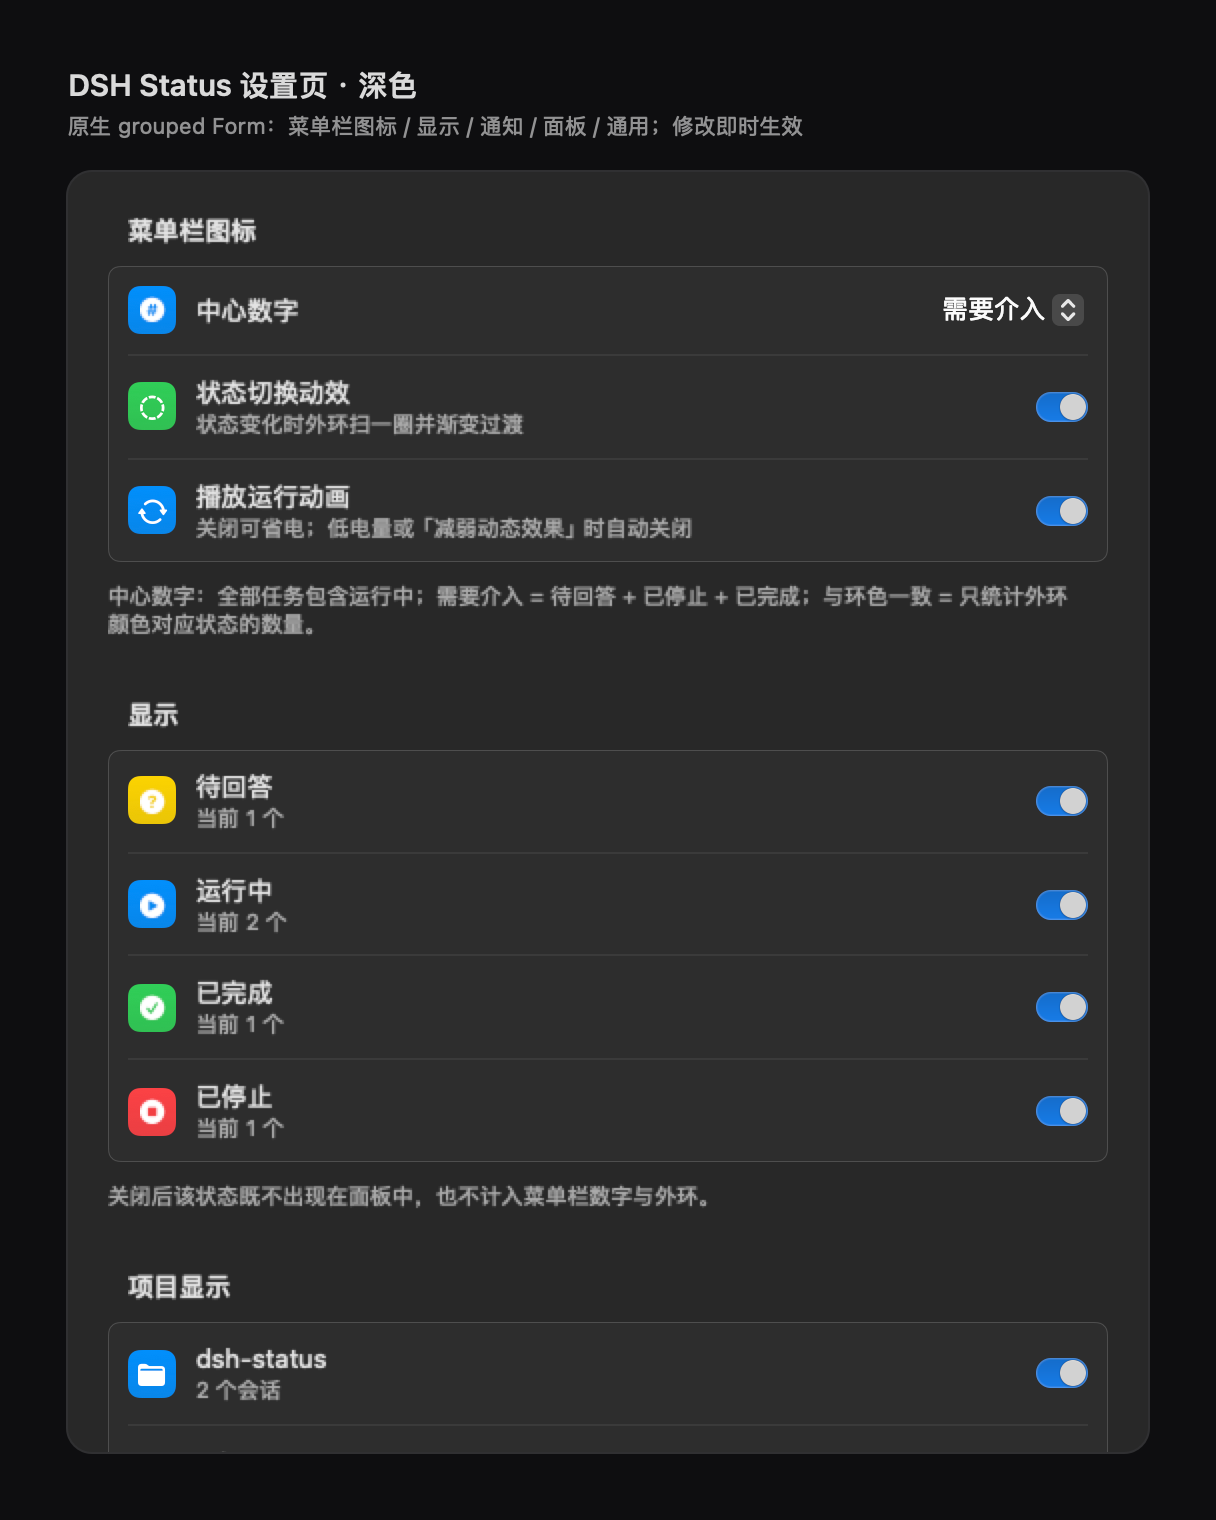 DSH Status 设置页 · 深色
原生 grouped Form：菜单栏图标 / 显示 / 通知 / 面板 / 通用；修改即时生效
菜单栏图标
中心数字
需要介入
状态切换动效
状态变化时外环扫一圈并渐变过渡
播放运行动画
关闭可省电；低电量或「减弱动态效果」时自动关闭
中心数字：全部任务包含运行中；需要介入 = 待回答 + 已停止 + 已完成；与环色一致 = 只统计外环
颜色对应状态的数量。
显示
待回答
当前 1 个
运行中
当前 2 个
已完成
当前 1 个
已停止
当前 1 个
关闭后该状态既不出现在面板中，也不计入菜单栏数字与外环。
项目显示
dsh-status
2 个会话